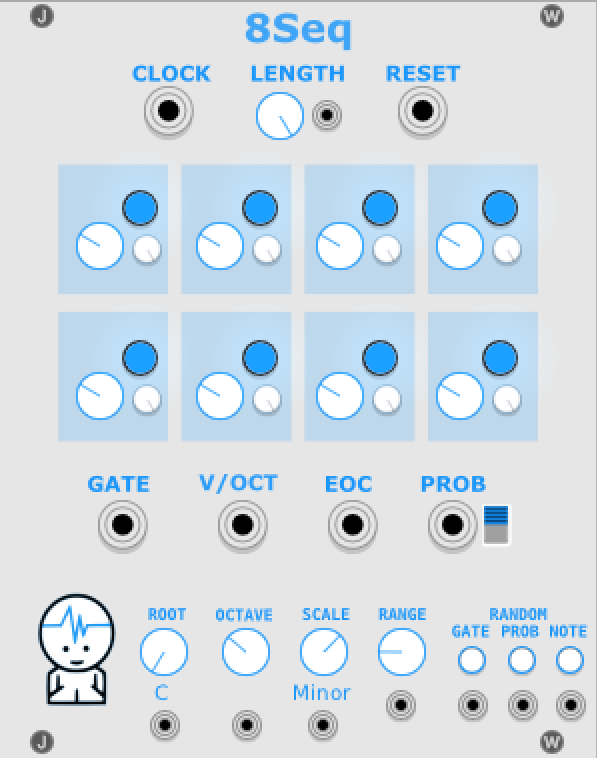 J W
8Seq
CLOCK LENGTH RESET
GATE V/OCT EOC PROB
ROOT OCTAVE SCALE RANGE RANDOM
GATE PROB NOTE
C Minor
J W